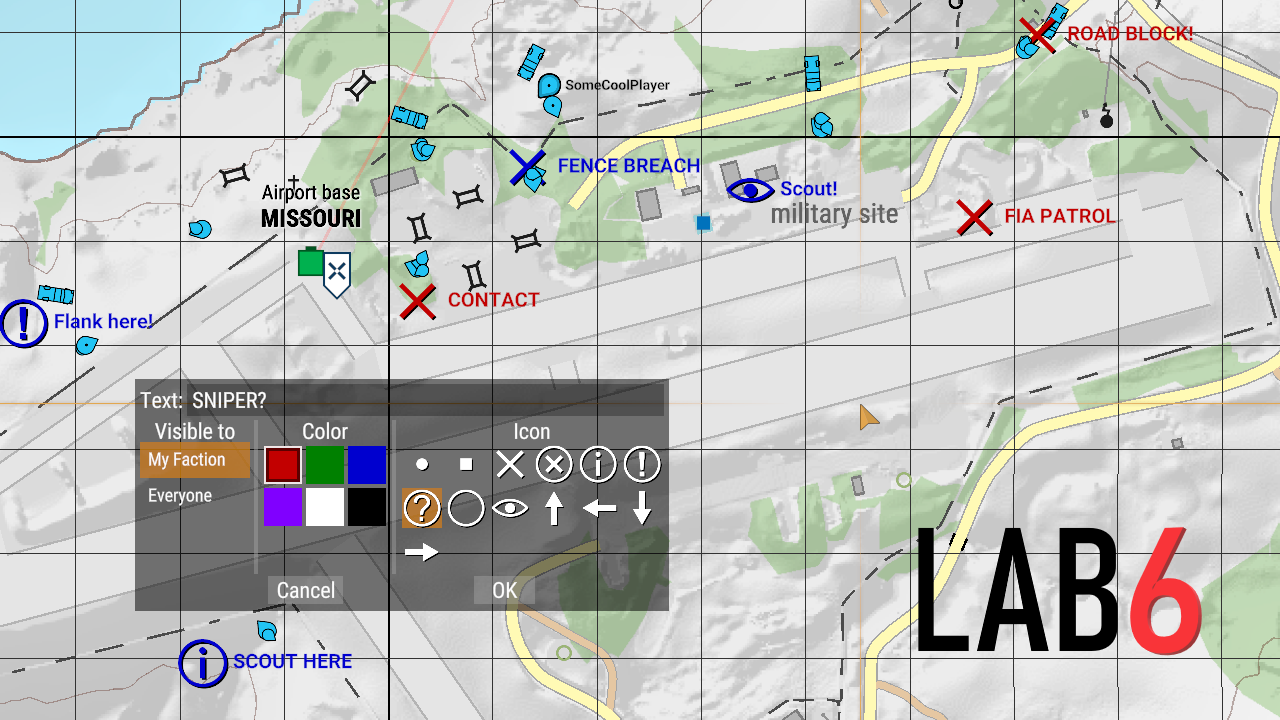 ROAD BLOCK!
SomeCoolPlayer
FENCE BREACH
Scout!
military site
FIA PATROL
Airport base
MISSOURI
CONTACT
Flank here!
Text: SNIPER?
Visible to
Color
Icon
My Faction
Everyone
Cancel
OK
SCOUT HERE
LAB6